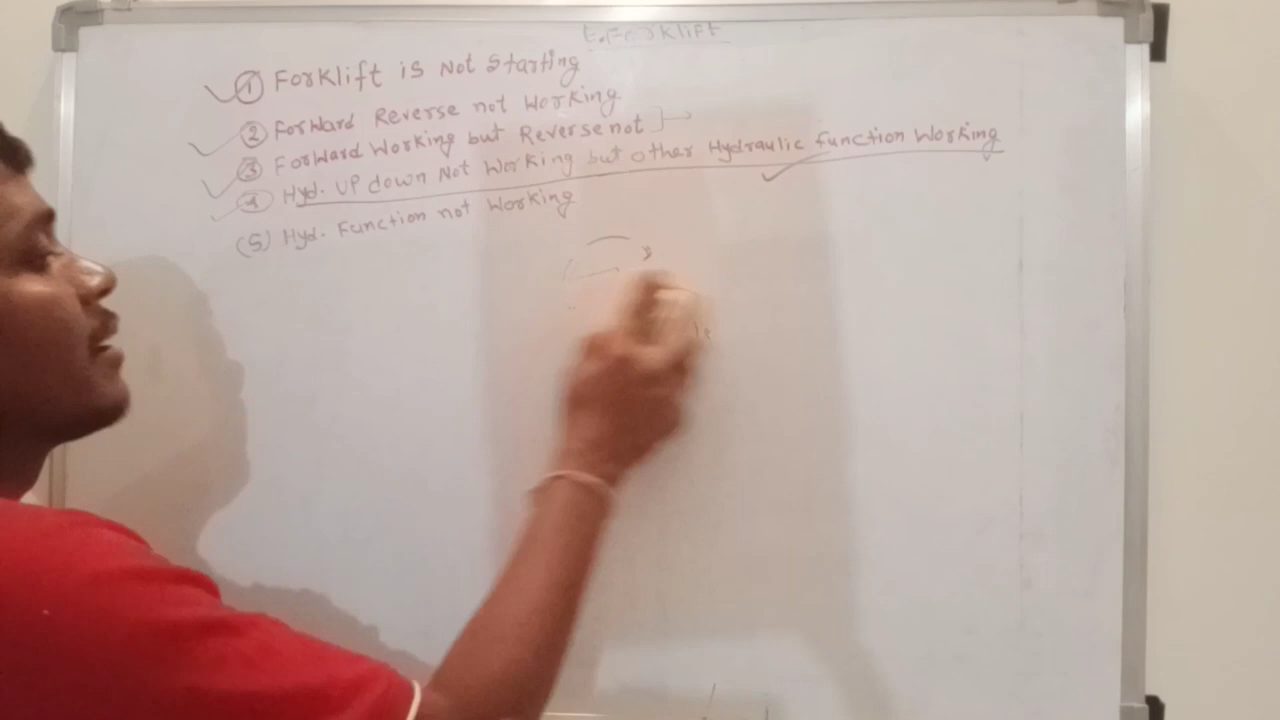 E.Forklift
① Forklift is Not Starting
② Forward Reverse not Working
③ Forward Working but Reverse not
④ Hyd. UP down Not Working but other Hydraulic function Working
(5) Hyd. Function not Working